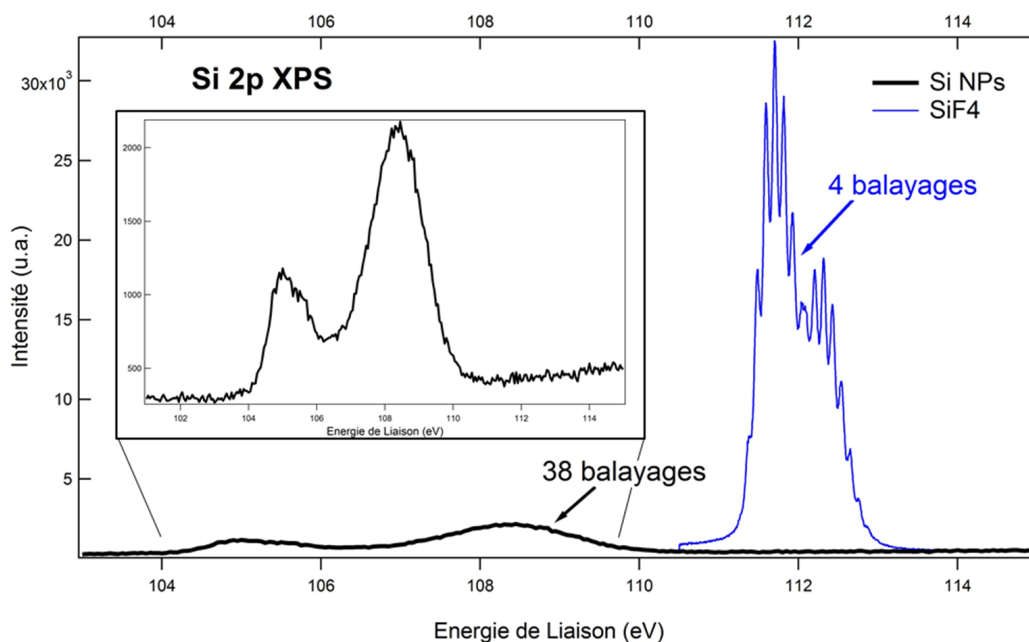 104 106 108 110 112 114
Si 2p XPS
Si NPs
SiF4
30x10³
25
20
15
10
5
Intensité (u.a.)
2000
1500
1000
500
102 104 106 108 110 112 114
Energie de Liaison (eV)
4 balayages
38 balayages
104 106 108 110 112 114
Energie de Liaison (eV)